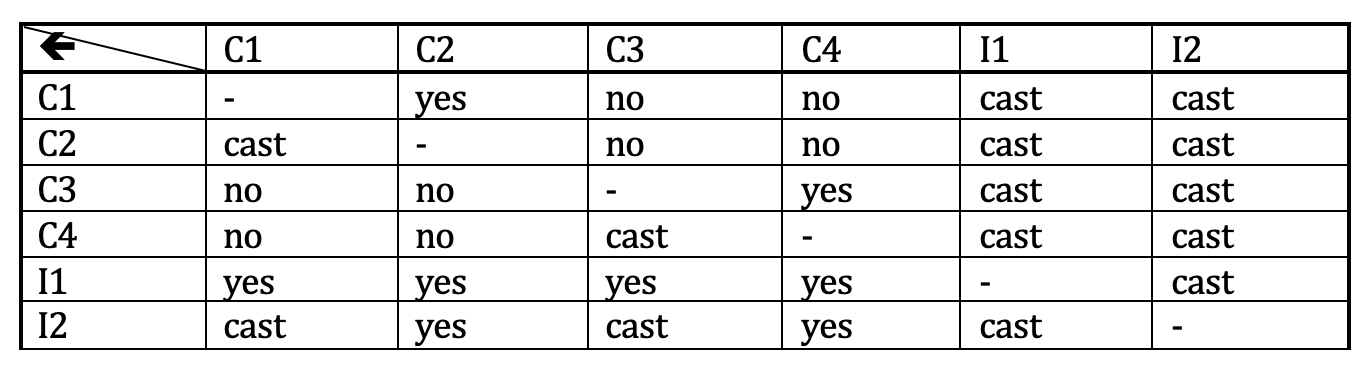 ← C1 C2 C3 C4 I1 I2
C1 - yes no no cast cast
C2 cast - no no cast cast
C3 no no - yes cast cast
C4 no no cast - cast cast
I1 yes yes yes yes - cast
I2 cast yes cast yes cast -